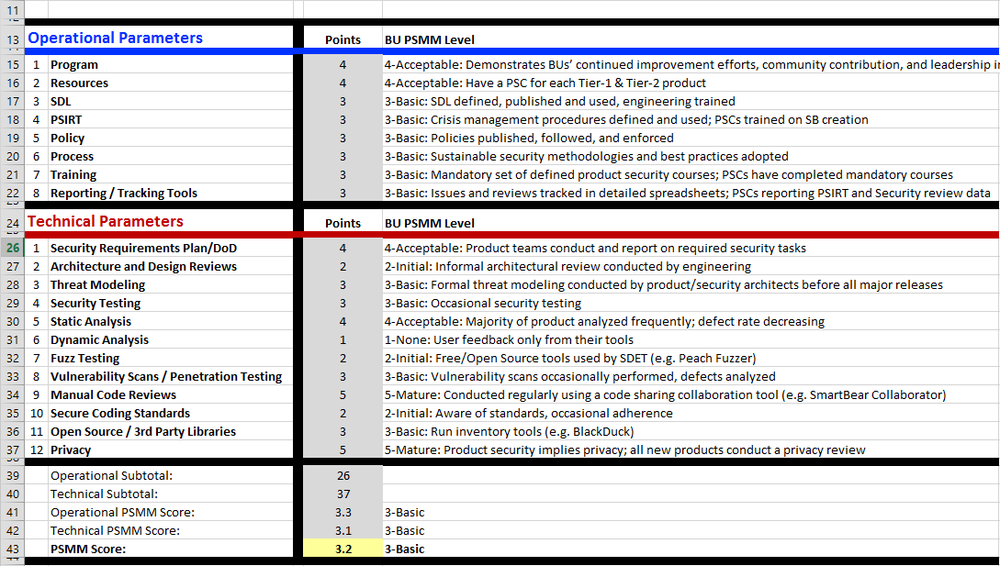 11
12
13 Operational Parameters Points BU PSMM Level
14
15 1 Program 4 4-Acceptable: Demonstrates BUs’ continued improvement efforts, community contribution, and leadership i
16 2 Resources 4 4-Acceptable: Have a PSC for each Tier-1 & Tier-2 product
17 3 SDL 3 3-Basic: SDL defined, published and used, engineering trained
18 4 PSIRT 3 3-Basic: Crisis management procedures defined and used; PSCs trained on SB creation
19 5 Policy 3 3-Basic: Policies published, followed, and enforced
20 6 Process 3 3-Basic: Sustainable security methodologies and best practices adopted
21 7 Training 3 3-Basic: Mandatory set of defined product security courses; PSCs have completed mandatory courses
22 8 Reporting / Tracking Tools 3 3-Basic: Issues and reviews tracked in detailed spreadsheets; PSCs reporting PSIRT and Security review data
23
24 Technical Parameters Points BU PSMM Level
25
26 1 Security Requirements Plan/DoD 4 4-Acceptable: Product teams conduct and report on required security tasks
27 2 Architecture and Design Reviews 2 2-Initial: Informal architectural review conducted by engineering
28 3 Threat Modeling 3 3-Basic: Formal threat modeling conducted by product/security architects before all major releases
29 4 Security Testing 3 3-Basic: Occasional security testing
30 5 Static Analysis 4 4-Acceptable: Majority of product analyzed frequently; defect rate decreasing
31 6 Dynamic Analysis 1 1-None: User feedback only from their tools
32 7 Fuzz Testing 2 2-Initial: Free/Open Source tools used by SDET (e.g. Peach Fuzzer)
33 8 Vulnerability Scans / Penetration Testing 3 3-Basic: Vulnerability scans occasionally performed, defects analyzed
34 9 Manual Code Reviews 5 5-Mature: Conducted regularly using a code sharing collaboration tool (e.g. SmartBear Collaborator)
35 10 Secure Coding Standards 2 2-Initial: Aware of standards, occasional adherence
36 11 Open Source / 3rd Party Libraries 3 3-Basic: Run inventory tools (e.g. BlackDuck)
37 12 Privacy 5 5-Mature: Product security implies privacy; all new products conduct a privacy review
38
39 Operational Subtotal: 26
40 Technical Subtotal: 37
41 Operational PSMM Score: 3.3 3-Basic
42 Technical PSMM Score: 3.1 3-Basic
43 PSMM Score: 3.2 3-Basic
44